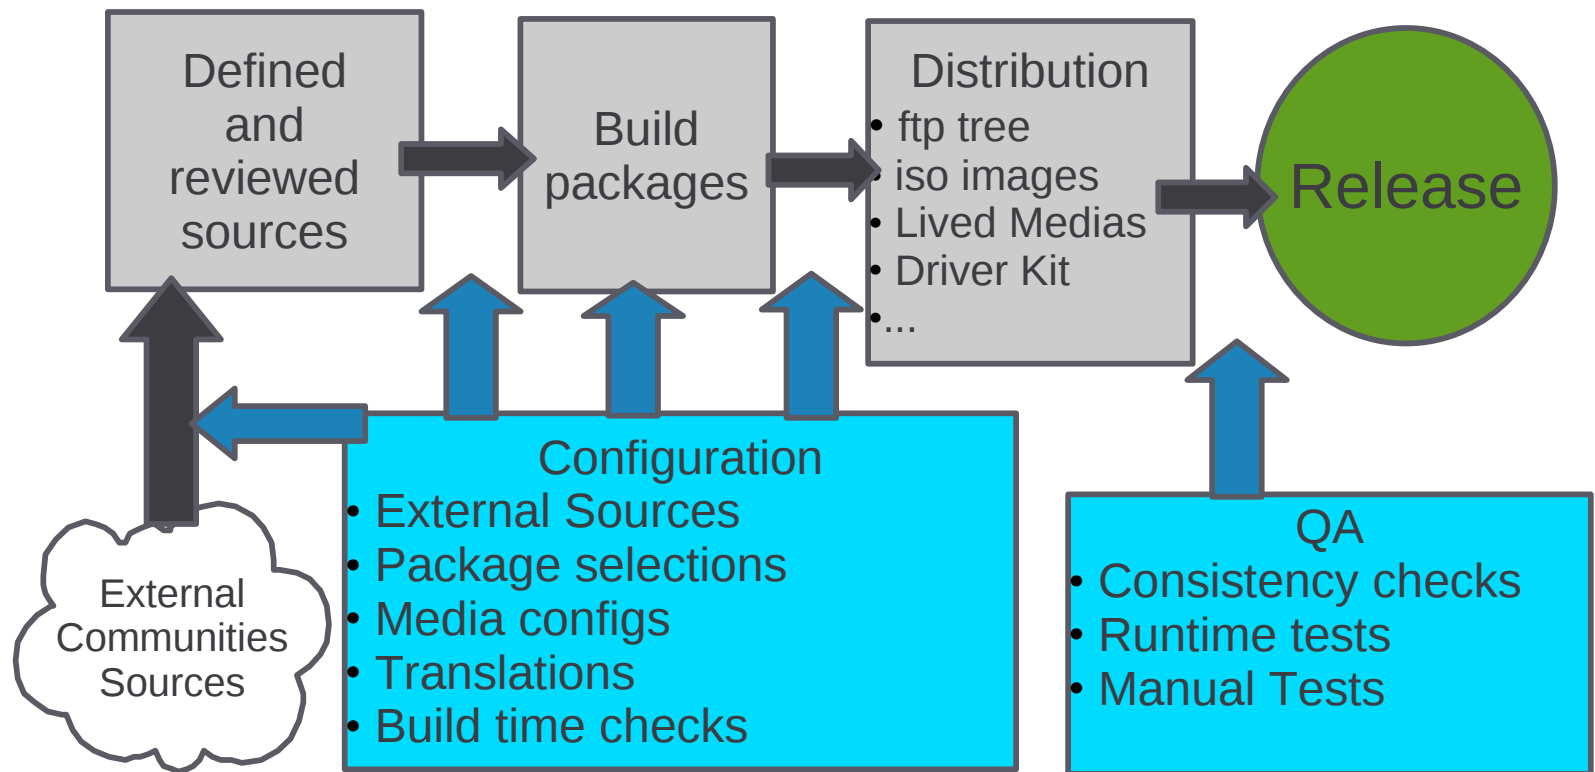 Defined
and
reviewed
sources
Build
packages
Distribution
• ftp tree
• iso images
• Lived Medias
• Driver Kit
• ...
Release
External
Communities
Sources
Configuration
• External Sources
• Package selections
• Media configs
• Translations
• Build time checks
QA
• Consistency checks
• Runtime tests
• Manual Tests